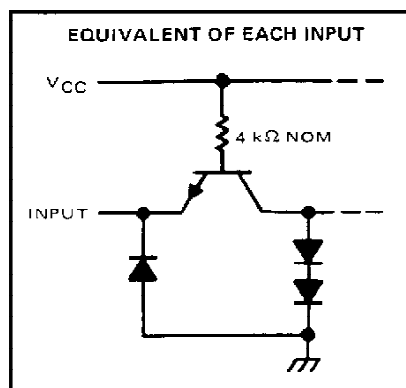 EQUIVALENT OF EACH INPUT
VCC
4 kΩ NOM
INPUT